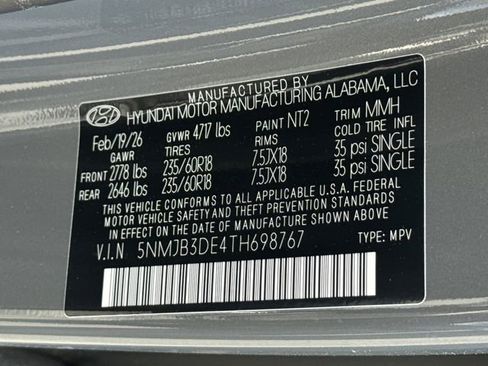 MANUFACTURED BY
HYUNDAI MOTOR MANUFACTURING ALABAMA, LLC
Feb/19/26 GVWR 4717 lbs PAINT NT2 TRIM MMH
GAWR TIRES RIMS COLD TIRE INFL
FRONT 2778 lbs 235/60R18 7.5JX18 35 psi SINGLE
REAR 2646 lbs 235/60R18 7.5JX18 35 psi SINGLE
THIS VEHICLE CONFORMS TO ALL APPLICABLE U.S.A. FEDERAL
MOTOR VEHICLE SAFETY AND THEFT PREVENTION STANDARDS
IN EFFECT ON THE DATE OF MANUFACTURE SHOWN ABOVE.
V.I.N 5NMJB3DE4TH698767 TYPE: MPV